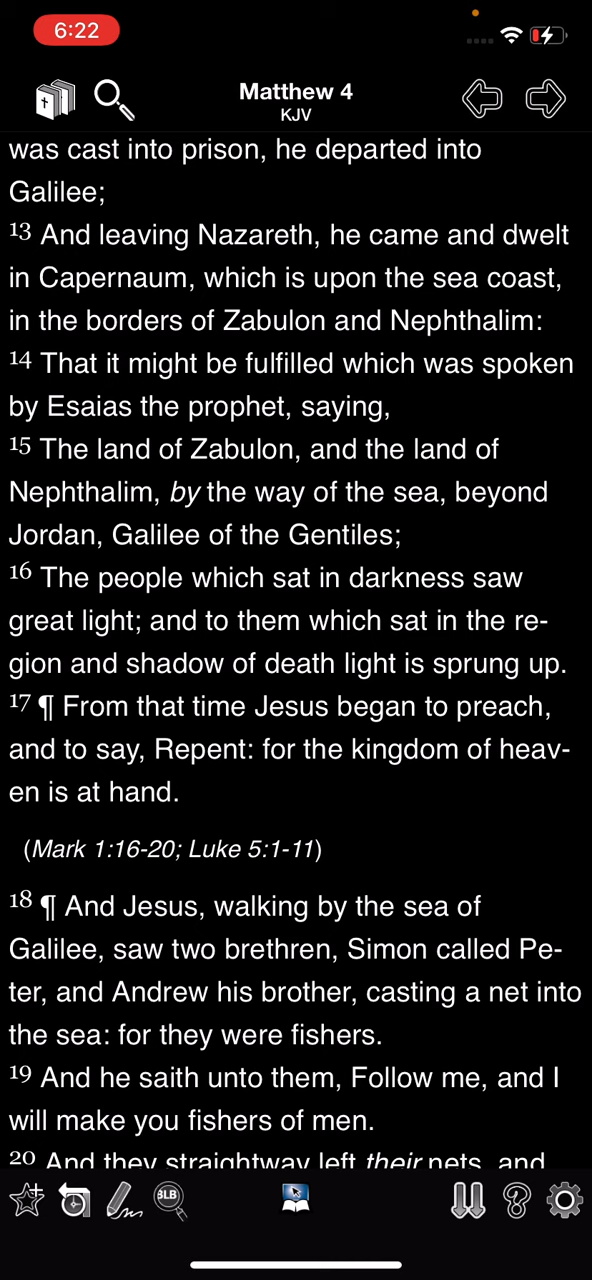 6:22
Matthew 4
KJV
was cast into prison, he departed into
Galilee;
13 And leaving Nazareth, he came and dwelt
in Capernaum, which is upon the sea coast,
in the borders of Zabulon and Nephthalim:
14 That it might be fulfilled which was spoken
by Esaias the prophet, saying,
15 The land of Zabulon, and the land of
Nephthalim, by the way of the sea, beyond
Jordan, Galilee of the Gentiles;
16 The people which sat in darkness saw
great light; and to them which sat in the re-
gion and shadow of death light is sprung up.
17 ¶ From that time Jesus began to preach,
and to say, Repent: for the kingdom of heav-
en is at hand.
(Mark 1:16-20; Luke 5:1-11)
18 ¶ And Jesus, walking by the sea of
Galilee, saw two brethren, Simon called Pe-
ter, and Andrew his brother, casting a net into
the sea: for they were fishers.
19 And he saith unto them, Follow me, and I
will make you fishers of men.
20 And they straightway left their nets, and
BLB